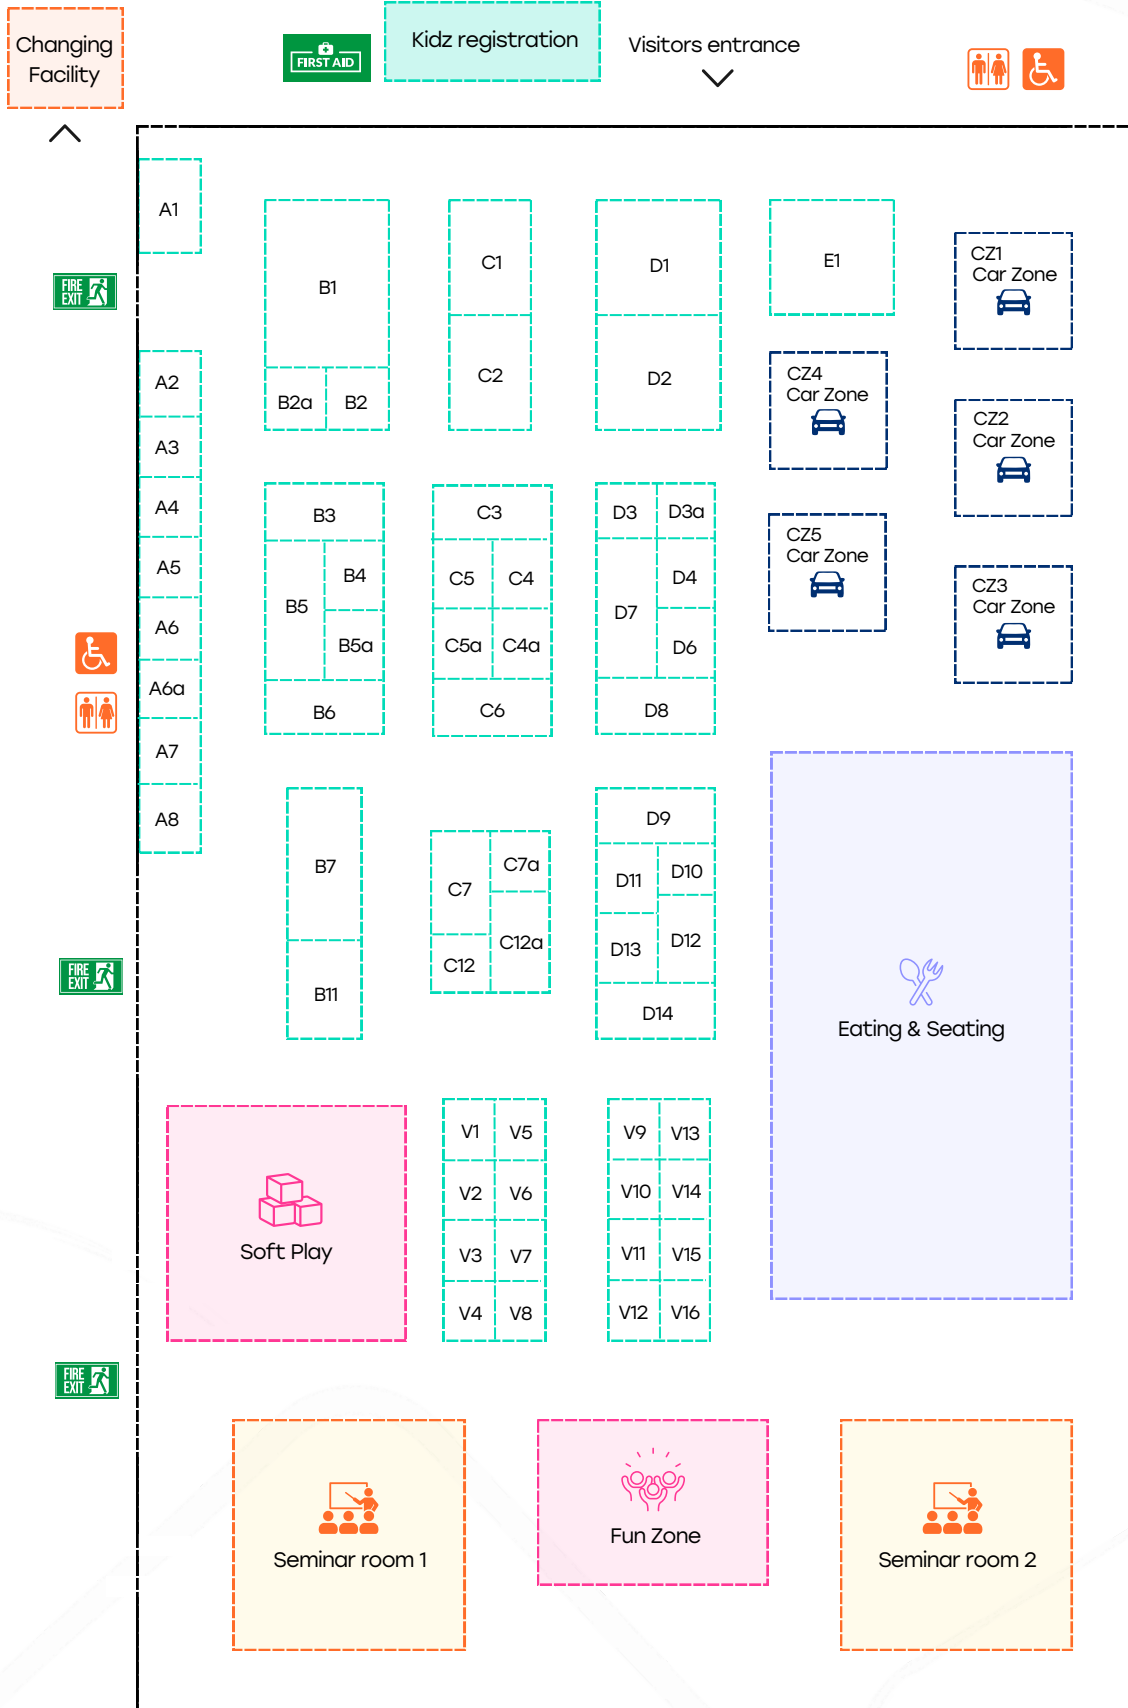 Changing
Facility
FIRST AID
Kidz registration
Visitors entrance
A1
B1
C1
D1
E1
CZ1
Car Zone
FIRE
EXIT
A2
B2a
B2
C2
D2
CZ4
Car Zone
CZ2
Car Zone
A3
A4
A5
A6
A6a
A7
A8
B3
B4
B5
B5a
B6
C3
C5
C4
C5a
C4a
C6
D3
D3a
D4
D7
D6
D8
CZ5
Car Zone
CZ3
Car Zone
B7
B11
C7
C7a
C12a
C12
D9
D11
D10
D13
D12
D14
FIRE
EXIT
Eating & Seating
Soft Play
V1
V5
V2
V6
V3
V7
V4
V8
V9
V13
V10
V14
V11
V15
V12
V16
FIRE
EXIT
Seminar room 1
Fun Zone
Seminar room 2